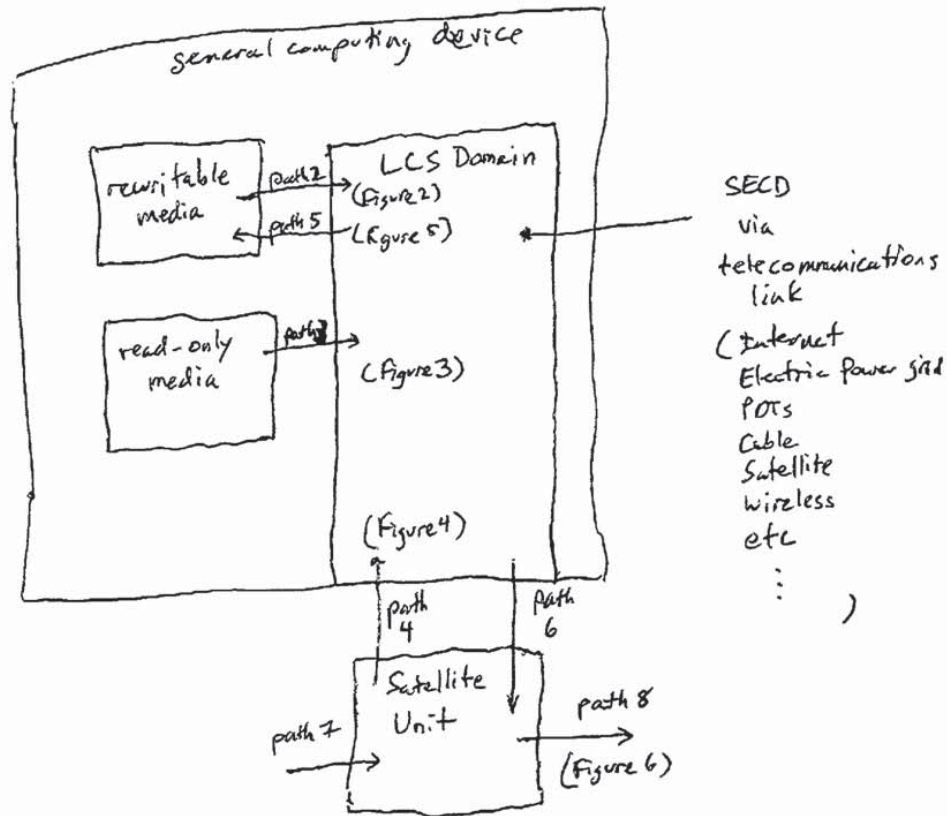 general computing device
rewritable
media
path 2
path 5
LCS Domain
(Figure 2)
(Figure 5)
read-only
media
path 3
(Figure 3)
(Figure 4)
SECD
via
telecommunications
link
(Internet
Electric Power grid
POTs
Cable
Satellite
wireless
etc
⋮
)
path
4
path
6
Satellite
Unit
path 7
path 8
(Figure 6)